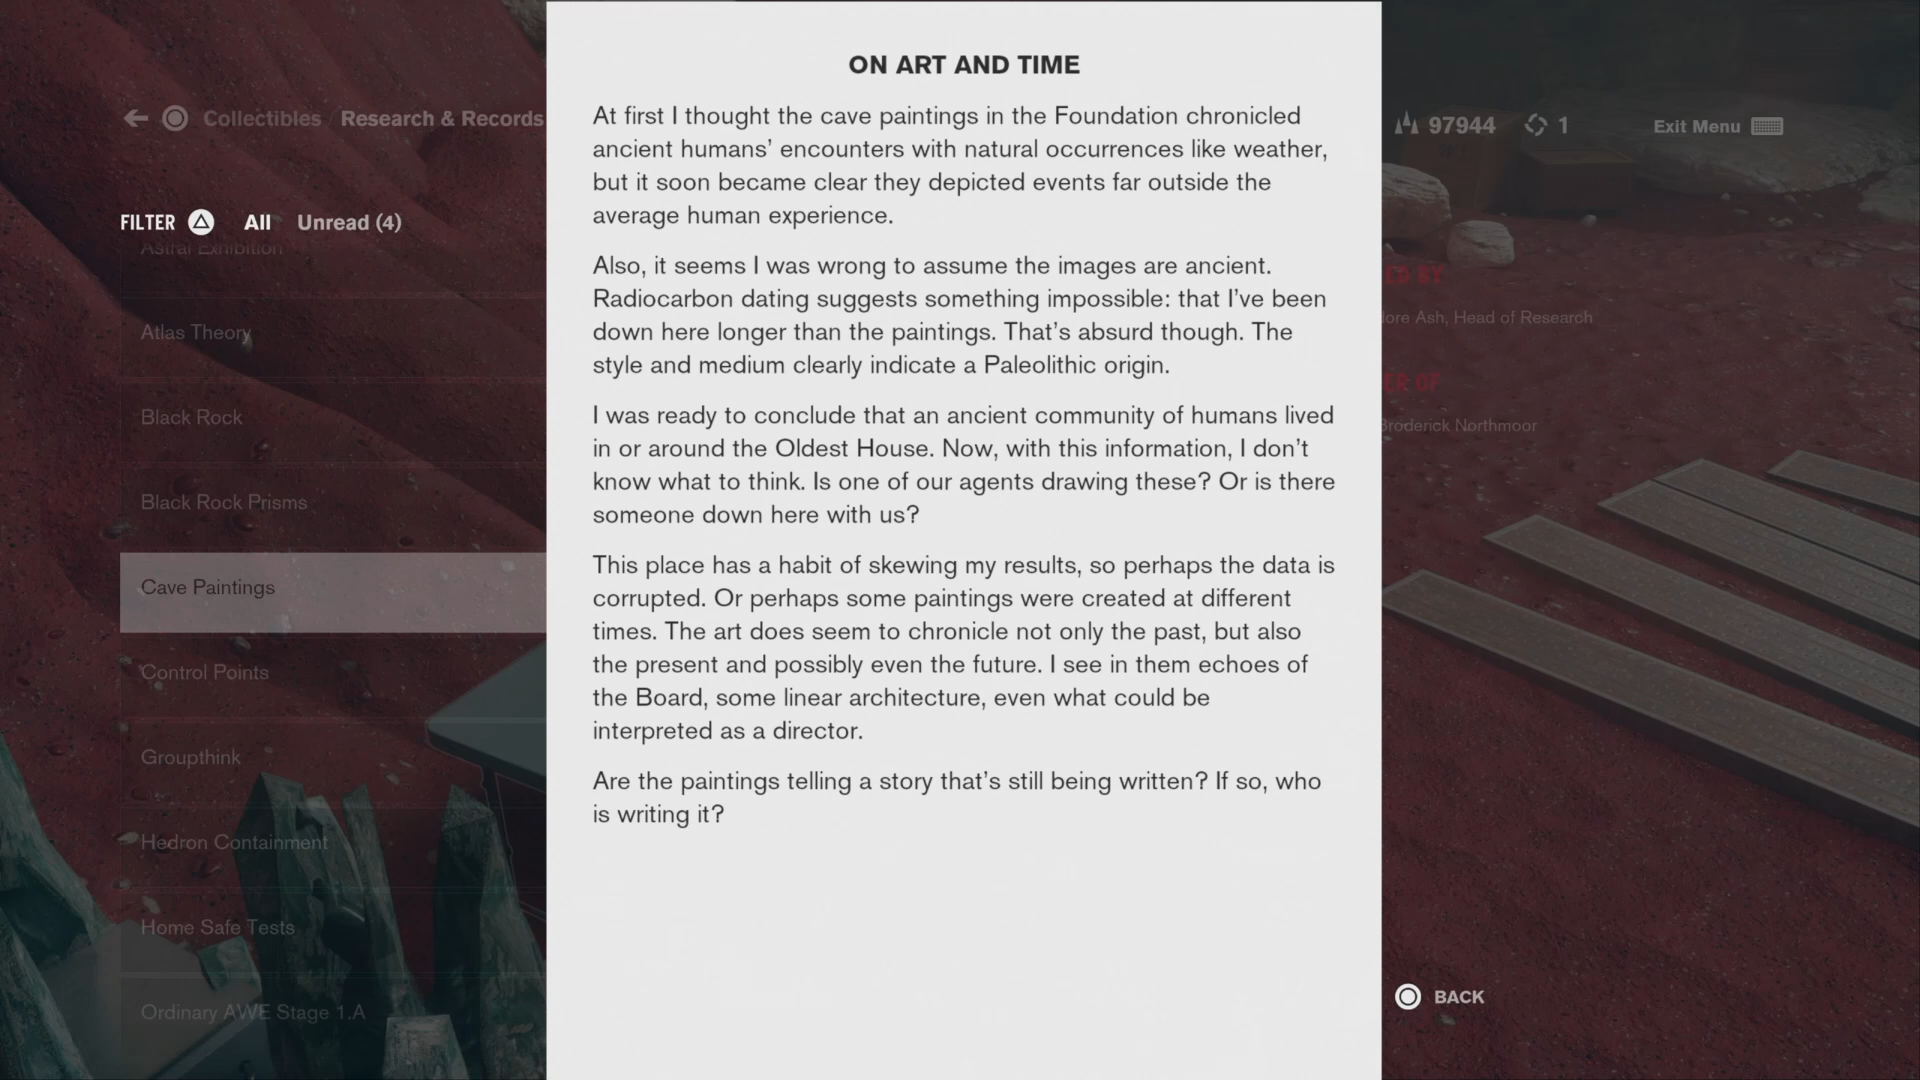 ON ART AND TIME
At first I thought the cave paintings in the Foundation chronicled
ancient humans’ encounters with natural occurrences like weather,
but it soon became clear they depicted events far outside the
average human experience.
Also, it seems I was wrong to assume the images are ancient.
Radiocarbon dating suggests something impossible: that I’ve been
down here longer than the paintings. That’s absurd though. The
style and medium clearly indicate a Paleolithic origin.
I was ready to conclude that an ancient community of humans lived
in or around the Oldest House. Now, with this information, I don’t
know what to think. Is one of our agents drawing these? Or is there
someone down here with us?
This place has a habit of skewing my results, so perhaps the data is
corrupted. Or perhaps some paintings were created at different
times. The art does seem to chronicle not only the past, but also
the present and possibly even the future. I see in them echoes of
the Board, some linear architecture, even what could be
interpreted as a director.
Are the paintings telling a story that’s still being written? If so, who
is writing it?
Collectibles Research & Records
FILTER All Unread (4)
Astral Exhibition
Atlas Theory
Black Rock
Black Rock Prisms
Cave Paintings
Control Points
Groupthink
Hedron Containment
Home Safe Tests
Ordinary AWE Stage 1.A
97944 1 Exit Menu
ED BY
dore Ash, Head of Research
ER OF
Broderick Northmoor
BACK